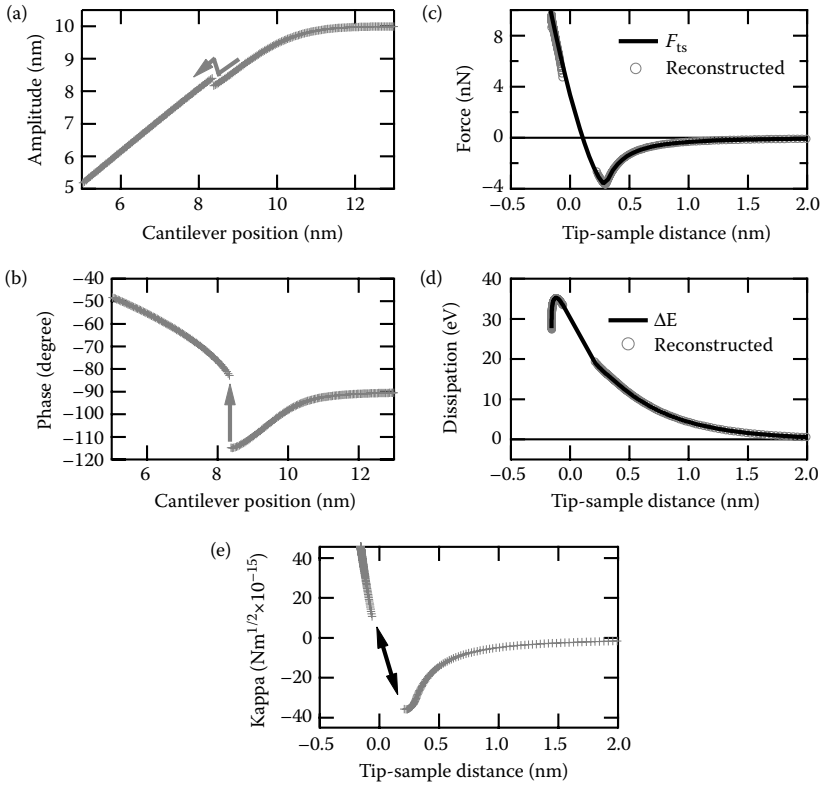 (a)
10
9
8
7
6
5
Amplitude (nm)
6 8 10 12
Cantilever position (nm)
(c)
8
4
0
−4
Force (nN)
F_ts
Reconstructed
−0.5 0.0 0.5 1.0 1.5 2.0
Tip-sample distance (nm)
(b)
−40
−50
−60
−70
−80
−90
−100
−110
−120
Phase (degree)
6 8 10 12
Cantilever position (nm)
(d)
40
30
20
10
0
Dissipation (eV)
ΔE
Reconstructed
−0.5 0.0 0.5 1.0 1.5 2.0
Tip-sample distance (nm)
(e)
40
20
0
−20
−40
Kappa (Nm^1/2×10^−15)
−0.5 0.0 0.5 1.0 1.5 2.0
Tip-sample distance (nm)